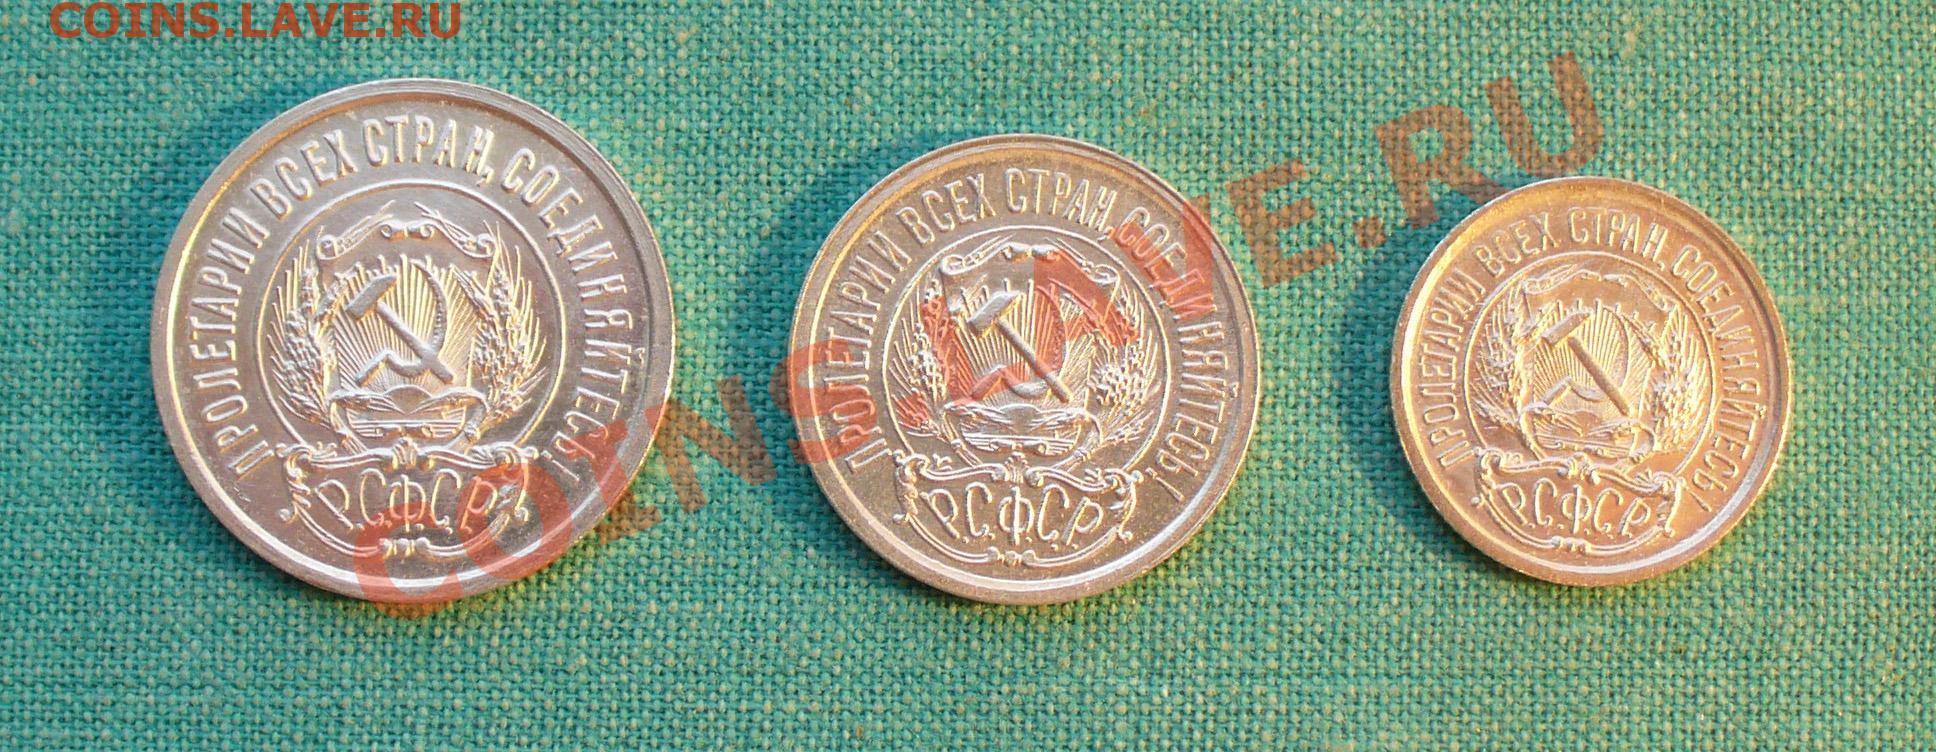 COINS.LAVE.RU
ПРОЛЕТАРИИ ВСЕХ СТРАН, СОЕДИНЯЙТЕСЬ!
Р.С.Ф.С.Р.
ПРОЛЕТАРИИ ВСЕХ СТРАН, СОЕДИНЯЙТЕСЬ!
Р.С.Ф.С.Р.
ПРОЛЕТАРИИ ВСЕХ СТРАН, СОЕДИНЯЙТЕСЬ!
Р.С.Ф.С.Р.
COINS.LAVE.RU